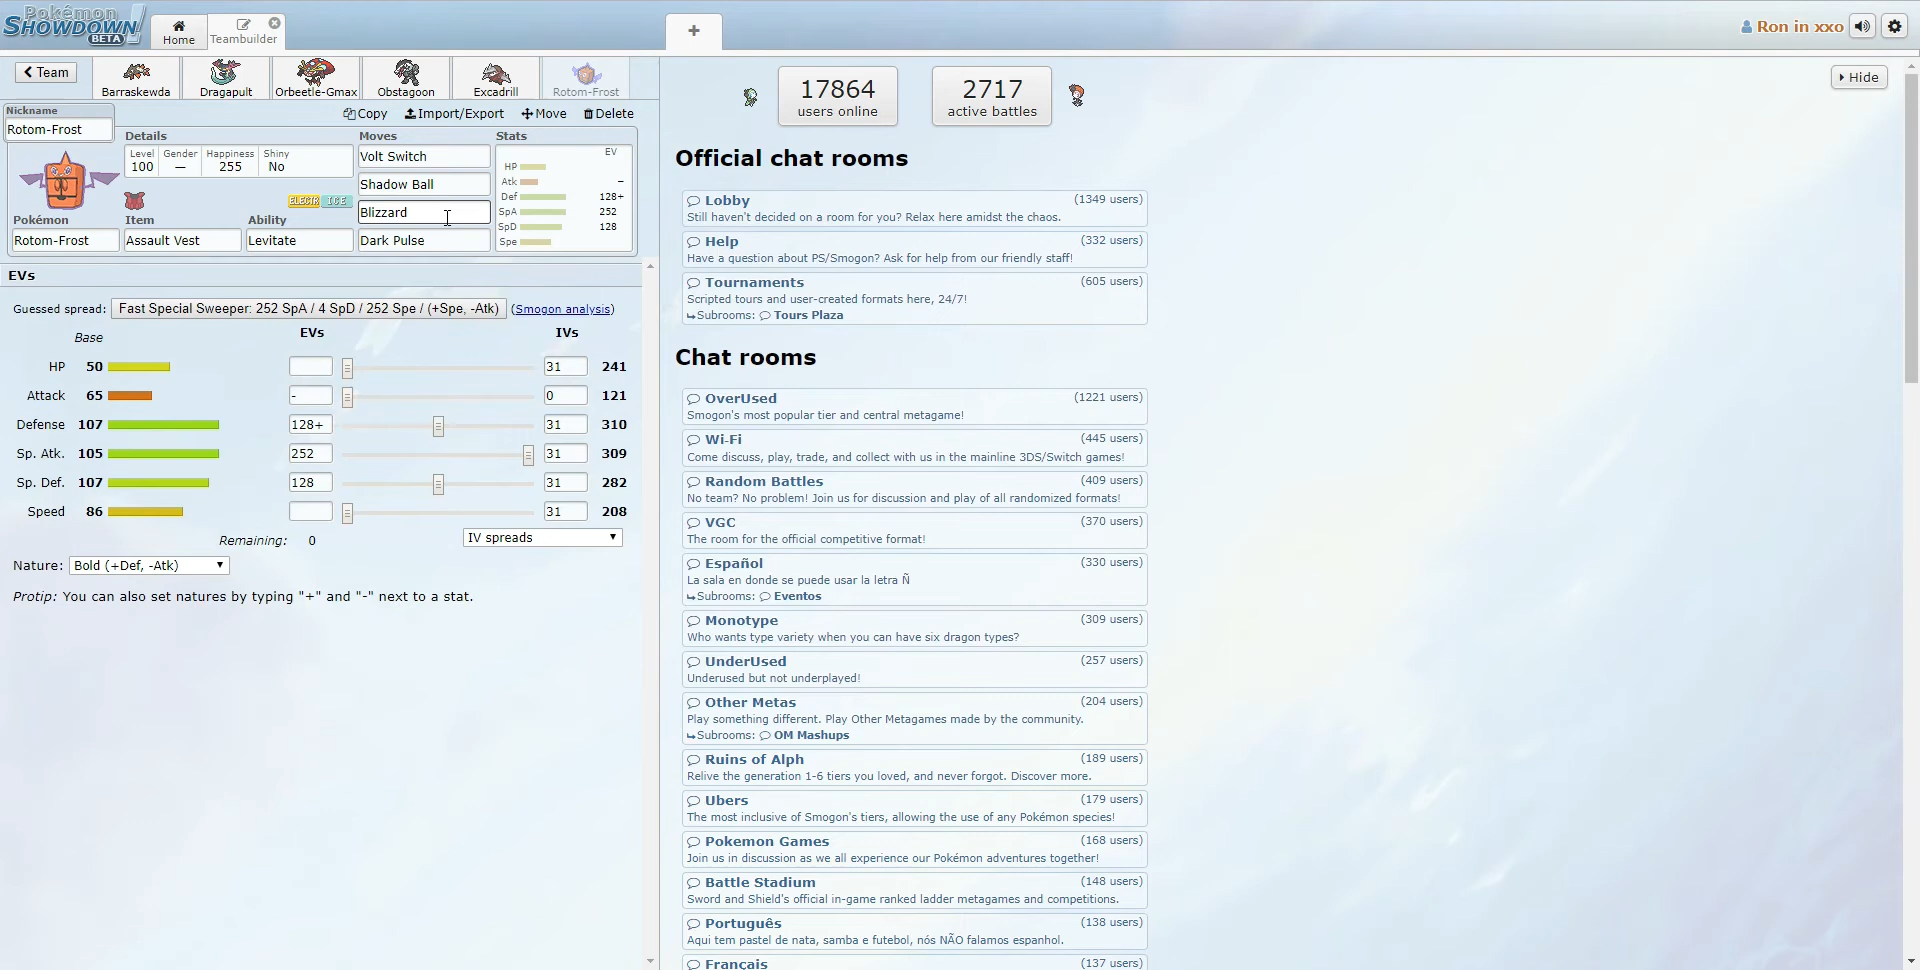 Pokémon
SHOWDOWN!
BETA
Home
Teambuilder
+
Ron in xxo
< Team
Barraskewda
Dragapult
Orbeetle-Gmax
Obstagoon
Excadrill
Rotom-Frost
Nickname
Rotom-Frost
Copy Import/Export Move Delete
Details
Level Gender Happiness Shiny
100 — 255 No
ELECTR ICE
Pokémon Item Ability
Rotom-Frost Assault Vest Levitate
Moves
Volt Switch
Shadow Ball
Blizzard
Dark Pulse
Stats
EV
HP
Atk –
Def 128+
SpA 252
SpD 128
Spe
EVs
Guessed spread: Fast Special Sweeper: 252 SpA / 4 SpD / 252 Spe / (+Spe, -Atk) (Smogon analysis)
Base EVs IVs
HP 50 31 241
Attack 65 - 0 121
Defense 107 128+ 31 310
Sp. Atk. 105 252 31 309
Sp. Def. 107 128 31 282
Speed 86 31 208
Remaining: 0 IV spreads
Nature: Bold (+Def, -Atk)
Protip: You can also set natures by typing "+" and "-" next to a stat.
17864
users online
2717
active battles
Hide
Official chat rooms
Lobby (1349 users)
Still haven't decided on a room for you? Relax here amidst the chaos.
Help (332 users)
Have a question about PS/Smogon? Ask for help from our friendly staff!
Tournaments (605 users)
Scripted tours and user-created formats here, 24/7!
Subrooms: Tours Plaza
Chat rooms
OverUsed (1221 users)
Smogon's most popular tier and central metagame!
Wi-Fi (445 users)
Come discuss, play, trade, and collect with us in the mainline 3DS/Switch games!
Random Battles (409 users)
No team? No problem! Join us for discussion and play of all randomized formats!
VGC (370 users)
The room for the official competitive format!
Español (330 users)
La sala en donde se puede usar la letra Ñ
Subrooms: Eventos
Monotype (309 users)
Who wants type variety when you can have six dragon types?
UnderUsed (257 users)
Underused but not underplayed!
Other Metas (204 users)
Play something different. Play Other Metagames made by the community.
Subrooms: OM Mashups
Ruins of Alph (189 users)
Relive the generation 1-6 tiers you loved, and never forgot. Discover more.
Ubers (179 users)
The most inclusive of Smogon's tiers, allowing the use of any Pokémon species!
Pokemon Games (168 users)
Join us in discussion as we all experience our Pokémon adventures together!
Battle Stadium (148 users)
Sword and Shield's official in-game ranked ladder metagames and competitions.
Português (138 users)
Aqui tem pastel de nata, samba e futebol, nós NÃO falamos espanhol.
Français (137 users)